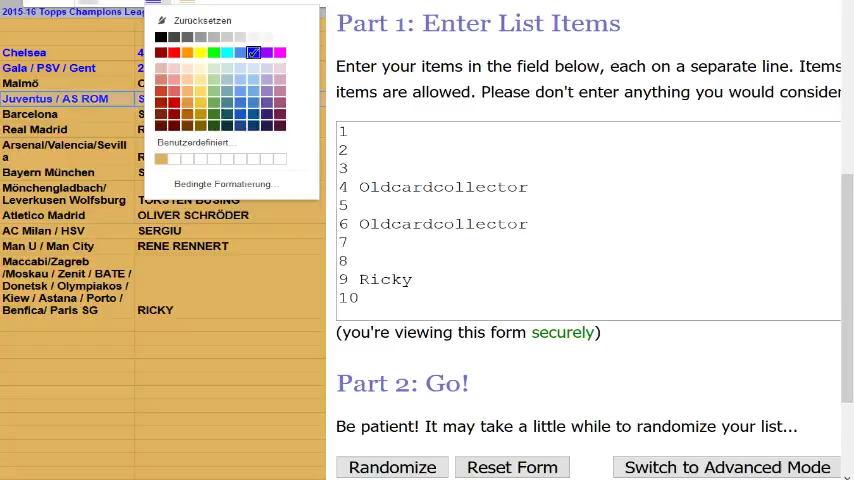 2015-16 Topps Champions Leag
Chelsea 4
Gala / PSV / Gent 2
Malmö
Juventus / AS ROM S
Barcelona S
Real Madrid R
Arsenal/Valencia/Sevill
a R
Bayern München S
Mönchengladbach/
Leverkusen Wolfsburg TORSTEN BUSING
Atletico Madrid OLIVER SCHRÖDER
AC Milan / HSV SERGIU
Man U / Man City RENE RENNERT
Maccabi/Zagreb
/Moskau / Zenit / BATE /
Donetsk / Olympiakos /
Kiew / Astana / Porto /
Benfica/ Paris SG RICKY
Zurücksetzen
Benutzerdefiniert...
Bedingte Formatierung...
Part 1: Enter List Items
Enter your items in the field below, each on a separate line. Items
items are allowed. Please don't enter anything you would consider
1
2
3
4 Oldcardcollector
5
6 Oldcardcollector
7
8
9 Ricky
10
(you're viewing this form securely)
Part 2: Go!
Be patient! It may take a little while to randomize your list...
Randomize Reset Form Switch to Advanced Mode